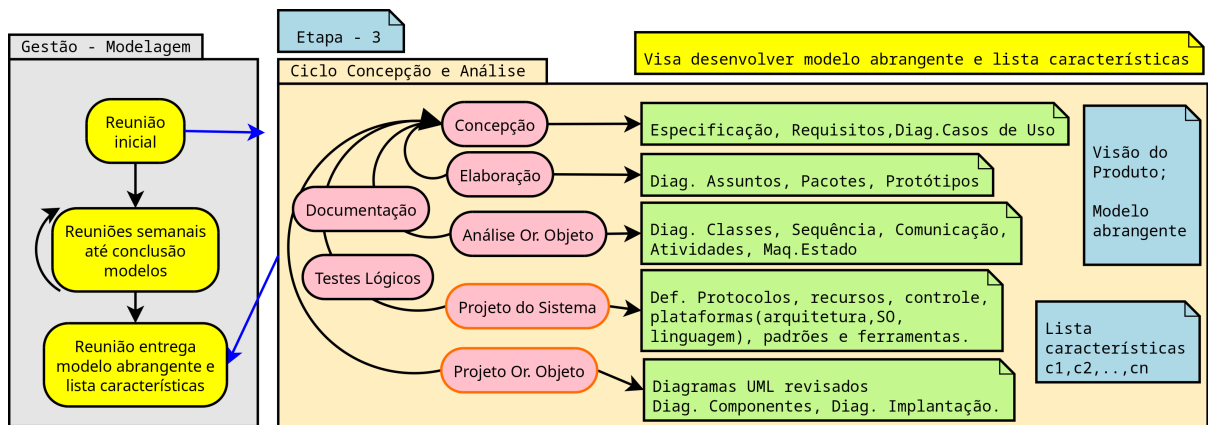 Gestão - Modelagem
Reunião
inicial
Reuniões semanais
até conclusão
modelos
Reunião entrega
modelo abrangente e
lista características
Etapa - 3
Visa desenvolver modelo abrangente e lista características
Ciclo Concepção e Análise
Concepção
Especificação, Requisitos,Diag.Casos de Uso
Elaboração
Diag. Assuntos, Pacotes, Protótipos
Documentação
Análise Or. Objeto
Diag. Classes, Sequência, Comunicação,
Atividades, Maq.Estado
Testes Lógicos
Projeto do Sistema
Def. Protocolos, recursos, controle,
plataformas(arquitetura,SO,
linguagem), padrões e ferramentas.
Projeto Or. Objeto
Diagramas UML revisados
Diag. Componentes, Diag. Implantação.
Visão do
Produto;
Modelo
abrangente
Lista
características
c1,c2,..,cn